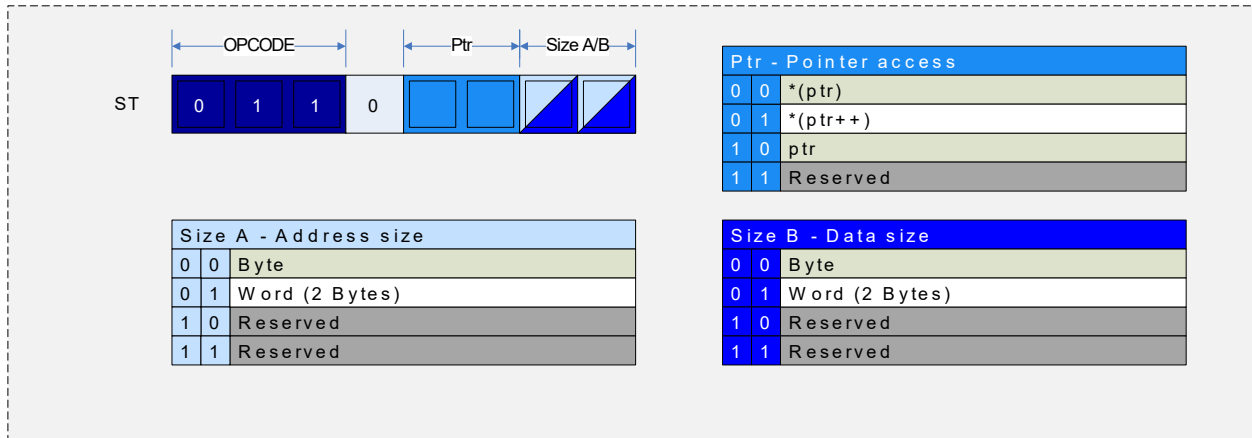 OPCODE Ptr Size A/B
ST 0 1 1 0
Ptr - Pointer access
0 0 *(ptr)
0 1 *(ptr++)
1 0 ptr
1 1 Reserved
Size A - Address size
0 0 Byte
0 1 Word (2 Bytes)
1 0 Reserved
1 1 Reserved
Size B - Data size
0 0 Byte
0 1 Word (2 Bytes)
1 0 Reserved
1 1 Reserved